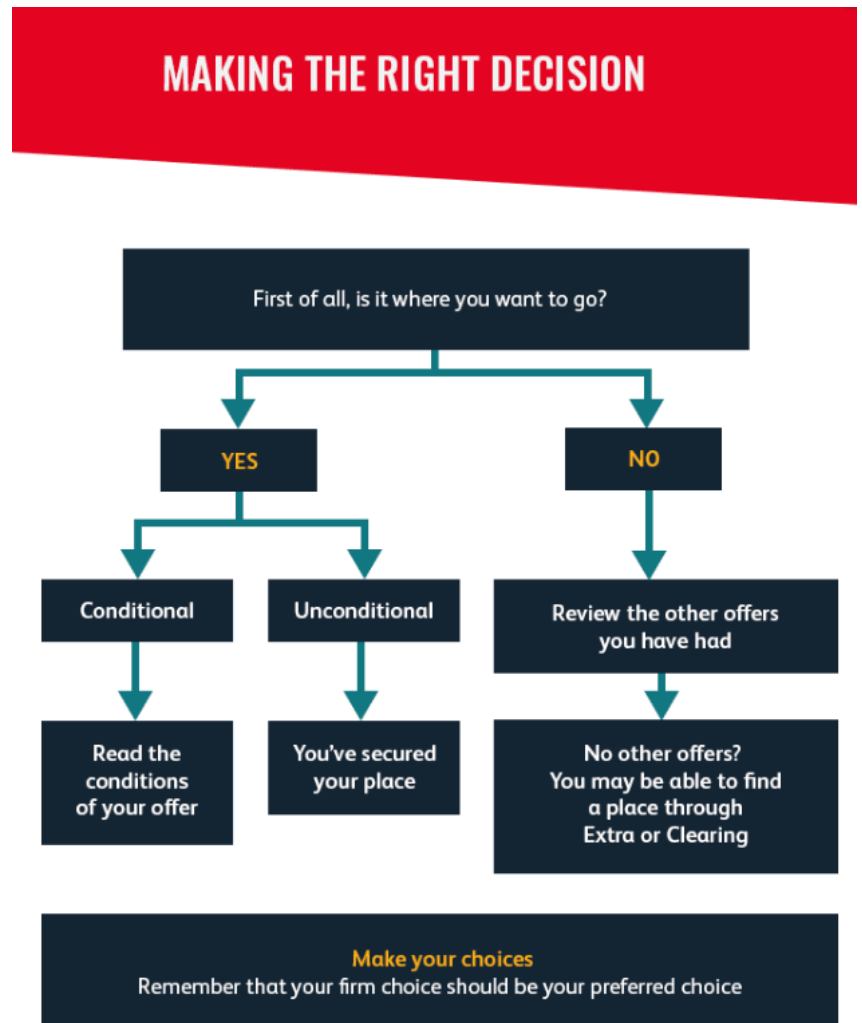 MAKING THE RIGHT DECISION
First of all, is it where you want to go?
YES
NO
Conditional
Unconditional
Review the other offers
you have had
Read the
conditions
of your offer
You've secured
your place
No other offers?
You may be able to find
a place through
Extra or Clearing
Make your choices
Remember that your firm choice should be your preferred choice